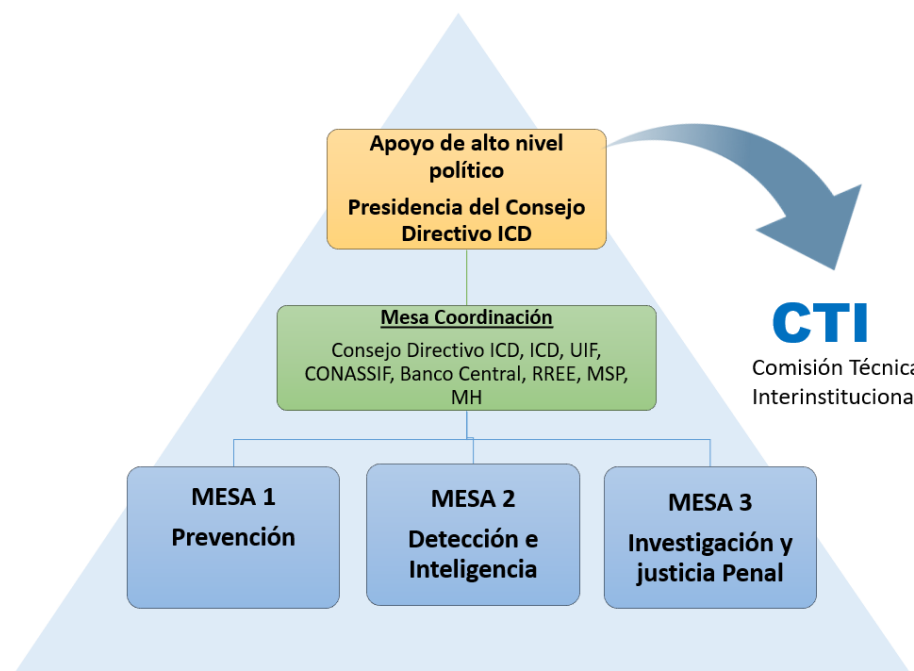 Apoyo de alto nivel
político
Presidencia del Consejo
Directivo ICD
CTI
Comisión Técnica
Interinstituciona
Mesa Coordinación
Consejo Directivo ICD, ICD, UIF,
CONASSIF, Banco Central, RREE, MSP,
MH
MESA 1
Prevención
MESA 2
Detección e
Inteligencia
MESA 3
Investigación y
justicia Penal